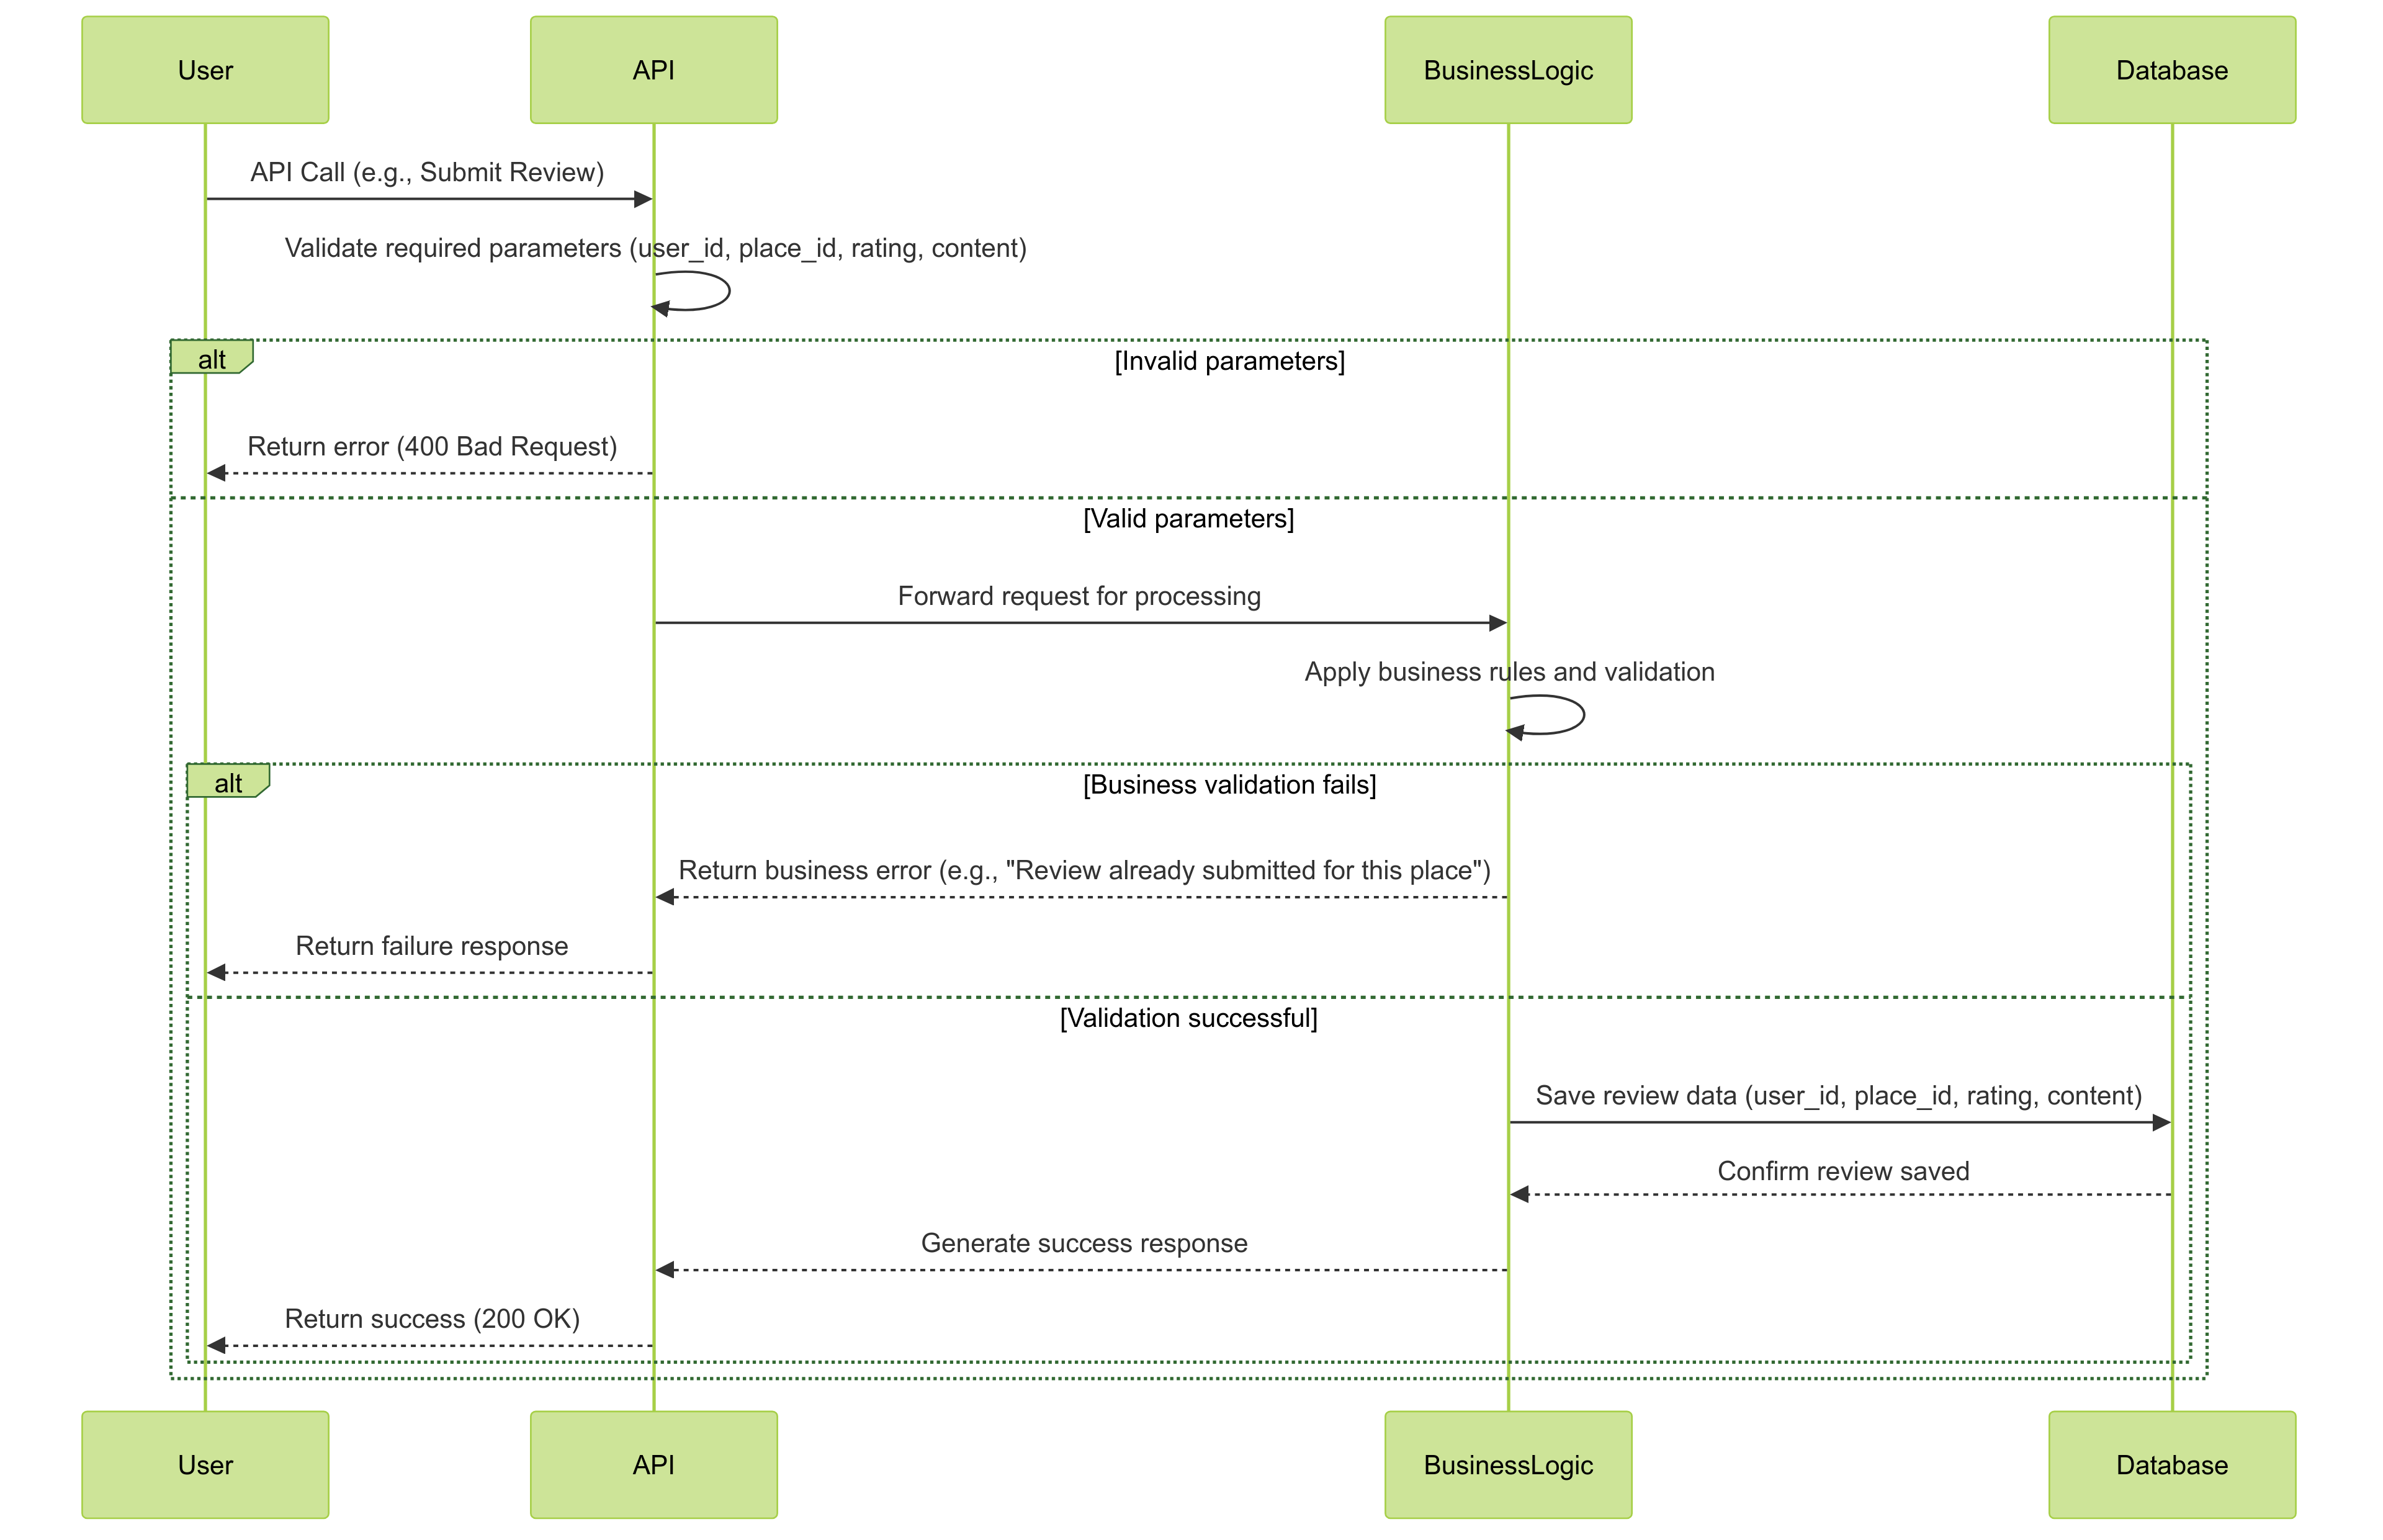 User
API
BusinessLogic
Database
API Call (e.g., Submit Review)
Validate required parameters (user_id, place_id, rating, content)
alt
[Invalid parameters]
Return error (400 Bad Request)
[Valid parameters]
Forward request for processing
Apply business rules and validation
alt
[Business validation fails]
Return business error (e.g., "Review already submitted for this place")
Return failure response
[Validation successful]
Save review data (user_id, place_id, rating, content)
Confirm review saved
Generate success response
Return success (200 OK)
User
API
BusinessLogic
Database